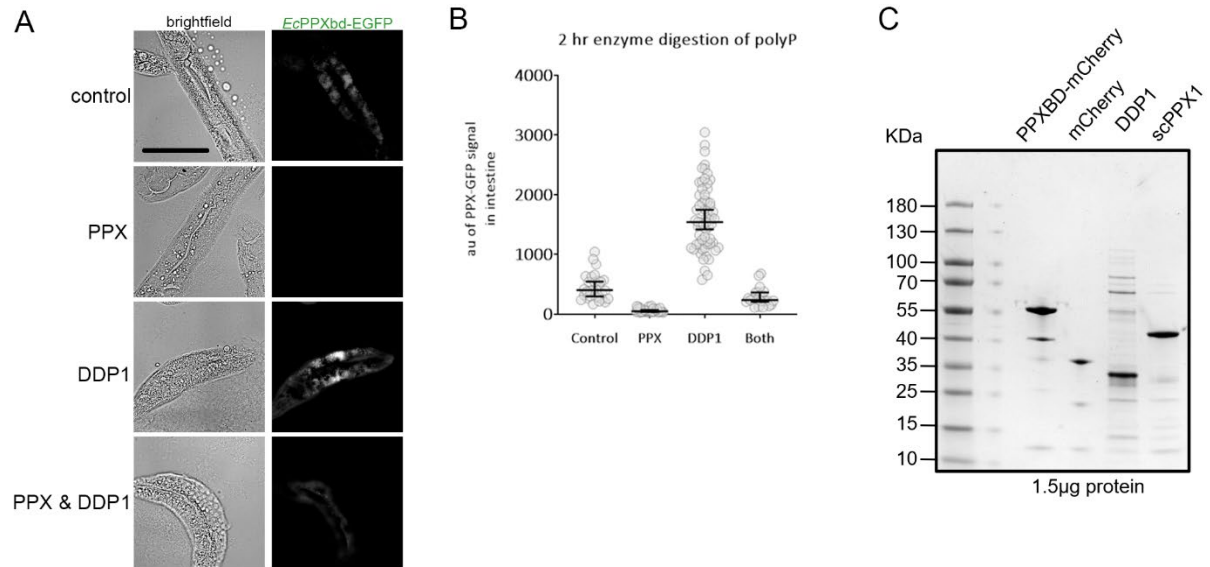 A
brightfield
EcPPXbd-EGFP
control
PPX
DDP1
PPX & DDP1
B
2 hr enzyme digestion of polyP
au of PPX-GFP signal
in intestine
4000
3000
2000
1000
0
Control PPX DDP1 Both
C
KDa
PPXBD-mCherry
mCherry
DDP1
scPPX1
180
130
100
70
55
40
35
25
15
10
1.5µg protein